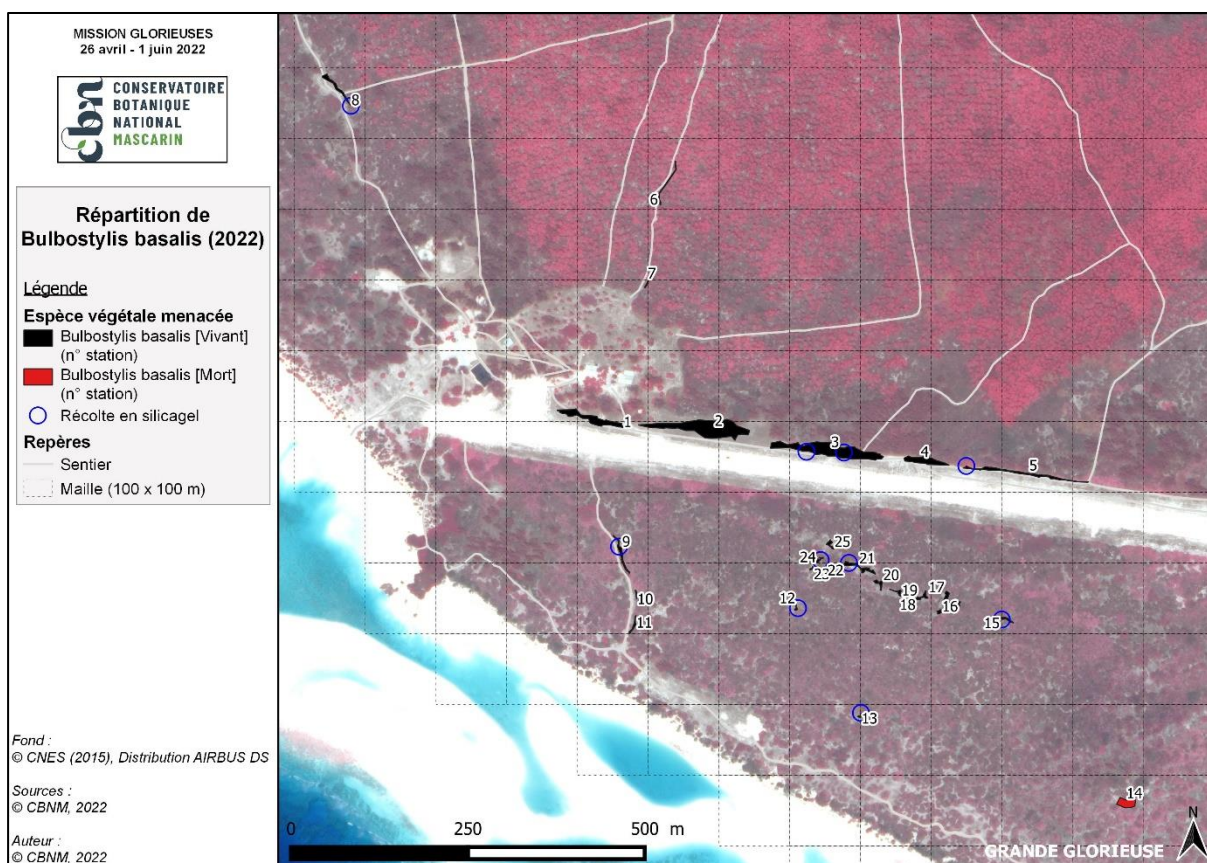 MISSION GLORIEUSES
26 avril - 1 juin 2022
cbn
CONSERVATOIRE
BOTANIQUE
NATIONAL
MASCARIN
Répartition de
Bulbostylis basalis (2022)
Légende
Espèce végétale menacée
Bulbostylis basalis [Vivant]
(n° station)
Bulbostylis basalis [Mort]
(n° station)
Récolte en silicagel
Repères
Sentier
Maille (100 x 100 m)
Fond :
© CNES (2015), Distribution AIRBUS DS
Sources :
© CBNM, 2022
Auteur :
© CBNM, 2022
8
6
7
1
2
3
4
5
9
25
24
23
22
21
20
19
17
18
16
10
12
11
15
13
14
0
250
500 m
N
GRANDE GLORIEUSE